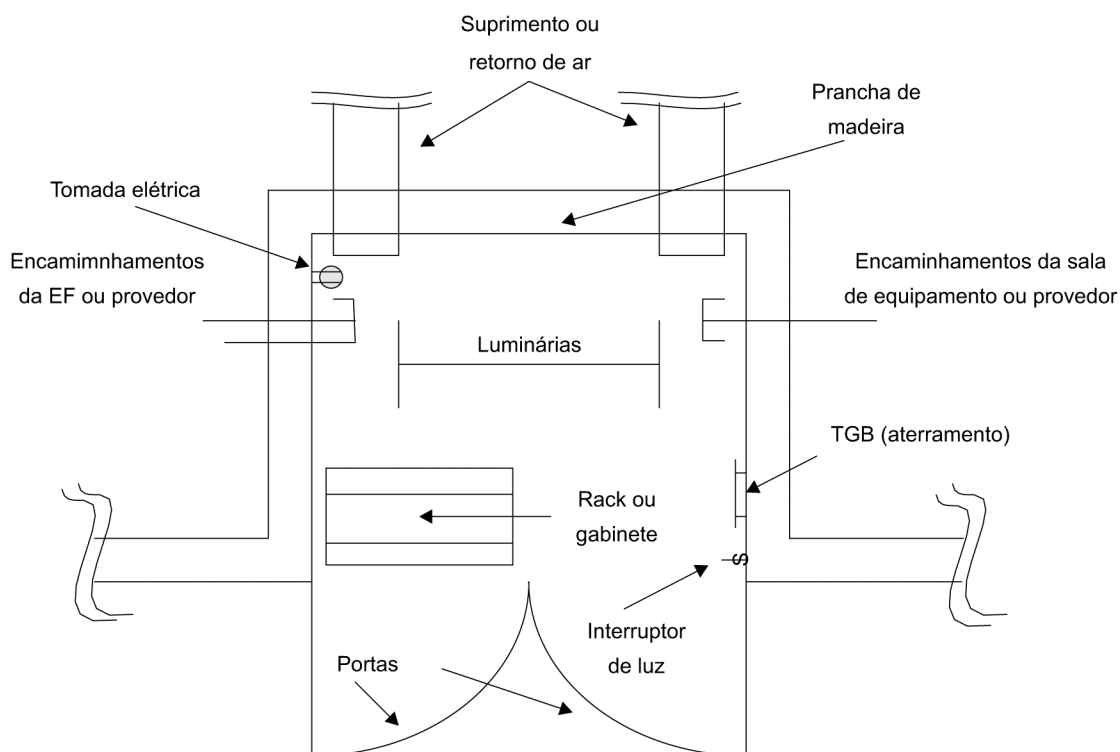 Suprimento ou
retorno de ar
Prancha de
madeira
Tomada elétrica
Encamimnhamentos
da EF ou provedor
Encaminhamentos da sala
de equipamento ou provedor
Luminárias
TGB (aterramento)
Rack ou
gabinete
$
Interruptor
de luz
Portas